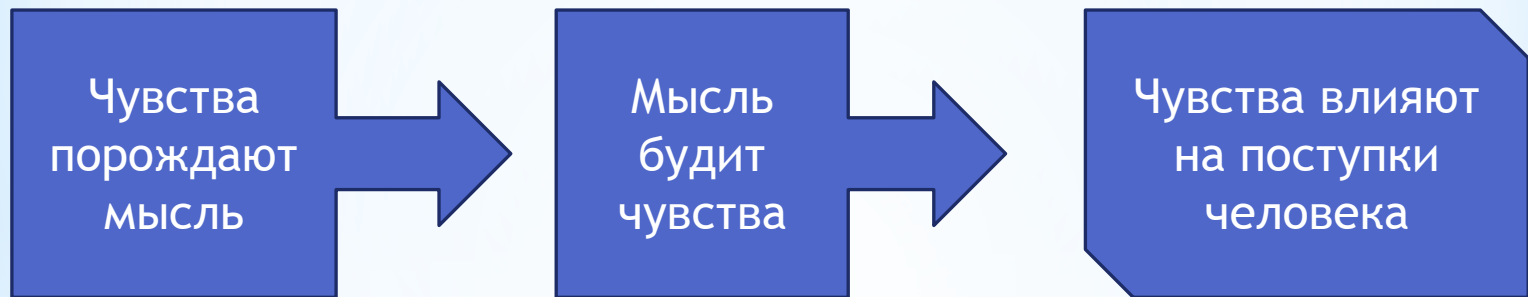 Чувства
порождают
мысль
Мысль
будит
чувства
Чувства влияют
на поступки
человека